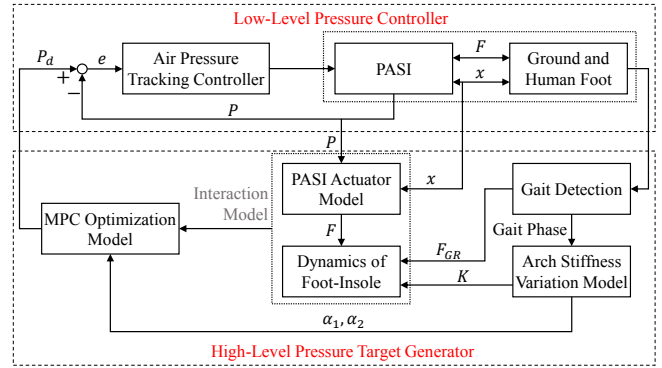 Low-Level Pressure Controller
P_d
+
−
e
Air Pressure
Tracking Controller
PASI
F
x
Ground and
Human Foot
P
P
Interaction
Model
PASI Actuator
Model
x
Gait Detection
MPC Optimization
Model
F
Gait Phase
Dynamics of
Foot-Insole
F_{GR}
K
Arch Stiffness
Variation Model
α_1, α_2
High-Level Pressure Target Generator